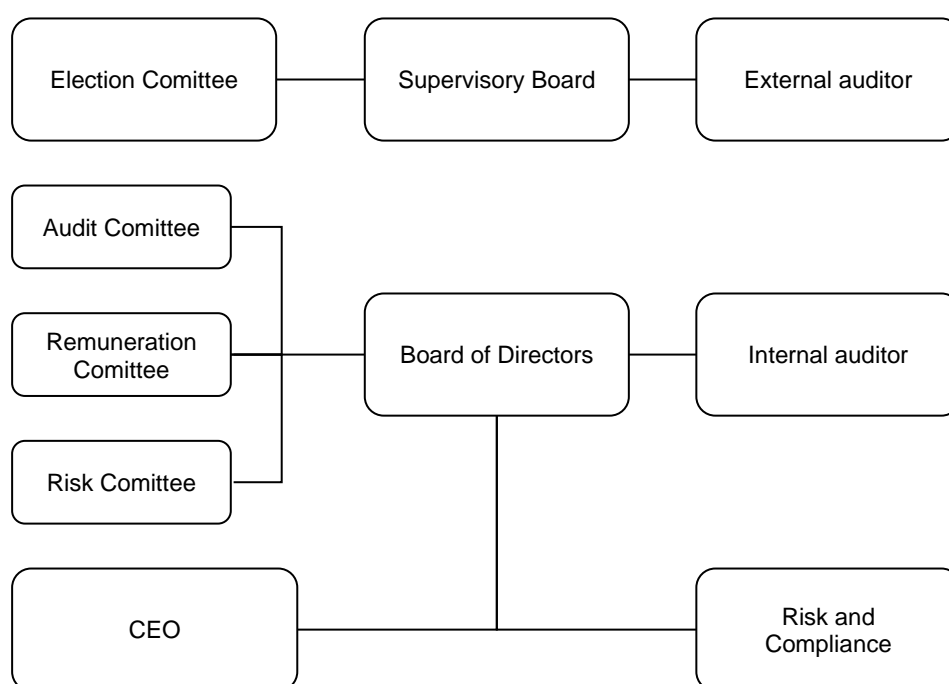 Election Comittee
Supervisory Board
External auditor
Audit Comittee
Remuneration
Comittee
Board of Directors
Internal auditor
Risk Comittee
CEO
Risk and
Compliance